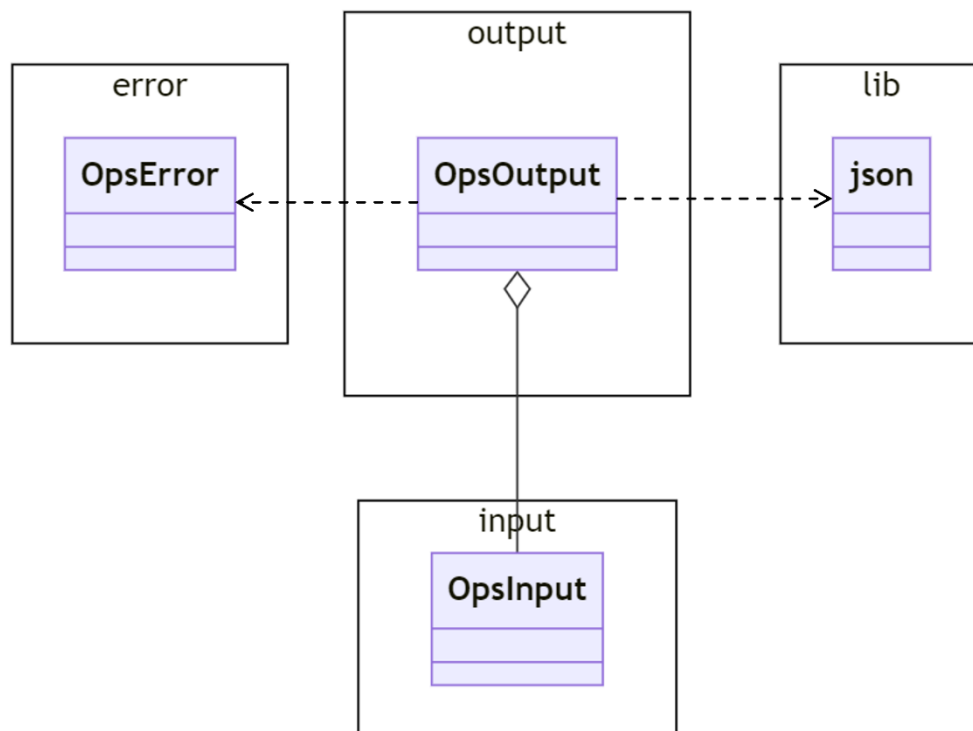 output
error
lib
OpsError
OpsOutput
json
input
OpsInput